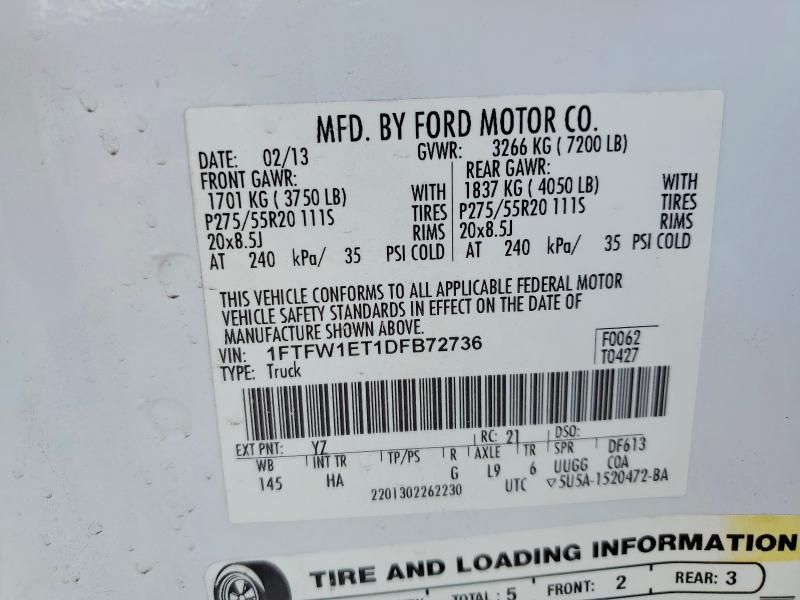 MFD. BY FORD MOTOR CO.
DATE: 02/13 GVWR: 3266 KG ( 7200 LB)
FRONT GAWR: REAR GAWR:
1701 KG ( 3750 LB) WITH 1837 KG ( 4050 LB) WITH
P275/55R20 111S TIRES P275/55R20 111S TIRES
20x8.5J RIMS 20x8.5J RIMS
AT 240 kPa/ 35 PSI COLD AT 240 kPa/ 35 PSI COLD
THIS VEHICLE CONFORMS TO ALL APPLICABLE FEDERAL MOTOR
VEHICLE SAFETY STANDARDS IN EFFECT ON THE DATE OF
MANUFACTURE SHOWN ABOVE.
VIN: 1FTFW1ET1DFB72736 F0062
TYPE: Truck T0427
EXT PNT: YZ RC: 21 DSO:
WB INT TR TP/PS R AXLE TR SPR DF613
145 HA G L9 6 UUGG COA
2201302262230 UTC ▽5U5A-1520472-BA
TIRE AND LOADING INFORMATION
TOTAL: 5 FRONT: 2 REAR: 3